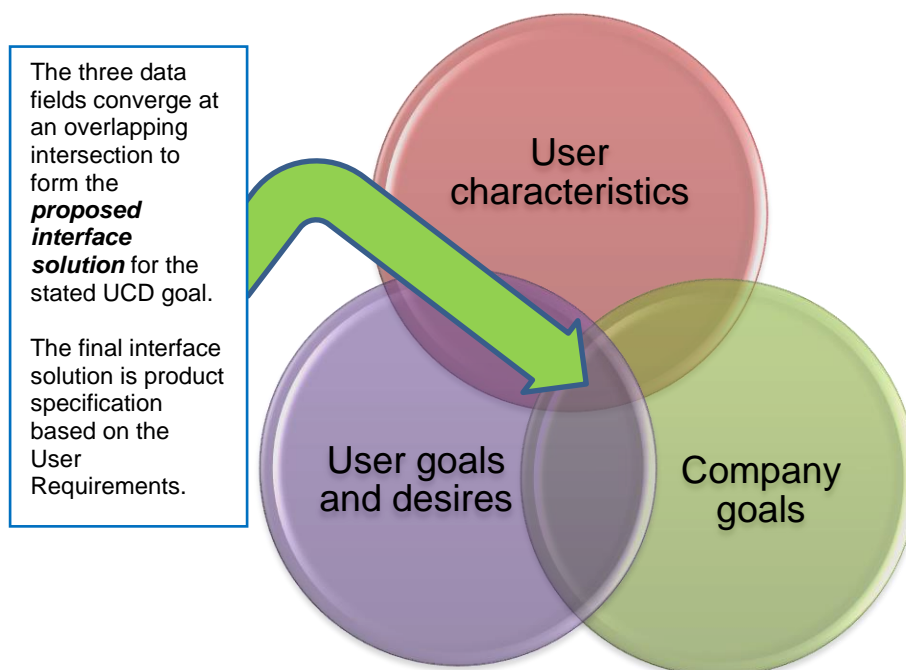 The three data
fields converge at
an overlapping
intersection to
form the
proposed
interface
solution for the
stated UCD goal.
The final interface
solution is product
specification
based on the
User
Requirements.
User
characteristics
User goals
and desires
Company
goals